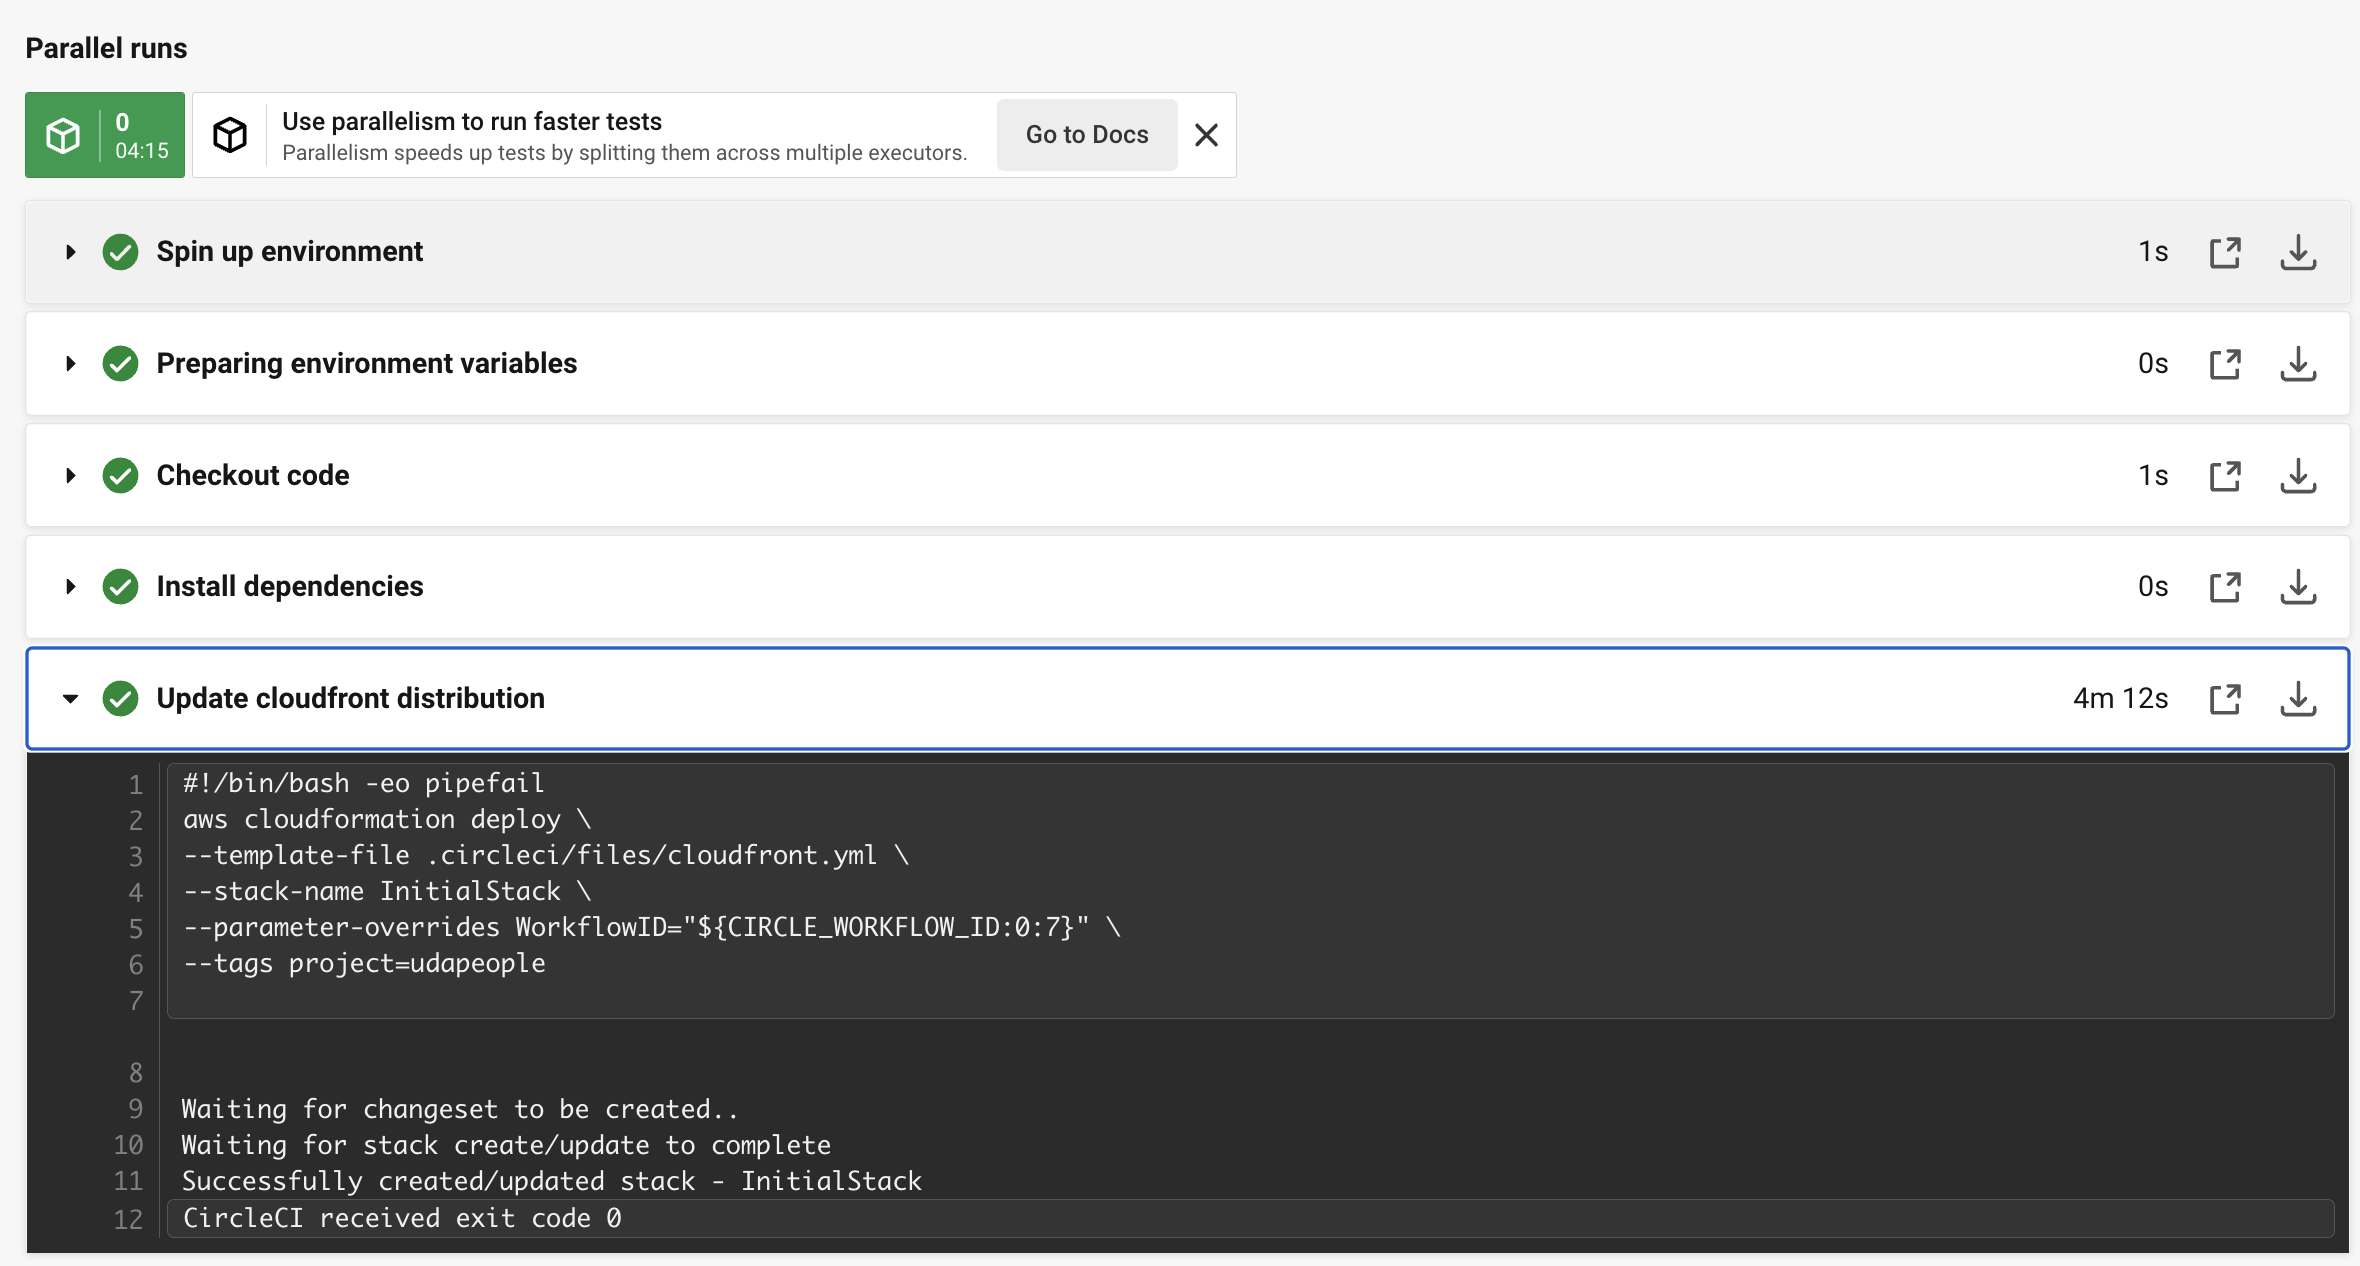 Parallel runs
0
04:15
Use parallelism to run faster tests
Parallelism speeds up tests by splitting them across multiple executors.
Go to Docs
Spin up environment 1s
Preparing environment variables 0s
Checkout code 1s
Install dependencies 0s
Update cloudfront distribution 4m 12s
1 #!/bin/bash -eo pipefail
2 aws cloudformation deploy \
3 --template-file .circleci/files/cloudfront.yml \
4 --stack-name InitialStack \
5 --parameter-overrides WorkflowID="${CIRCLE_WORKFLOW_ID:0:7}" \
6 --tags project=udapeople
7
8
9 Waiting for changeset to be created..
10 Waiting for stack create/update to complete
11 Successfully created/updated stack - InitialStack
12 CircleCI received exit code 0